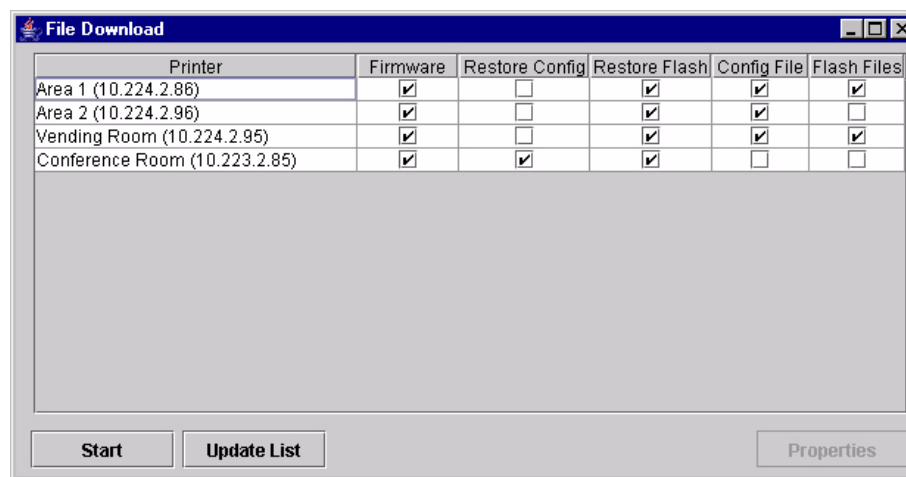 File Download
Printer Firmware Restore Config Restore Flash Config File Flash Files
Area 1 (10.224.2.86)
Area 2 (10.224.2.96)
Vending Room (10.224.2.95)
Conference Room (10.223.2.85)
Start Update List Properties